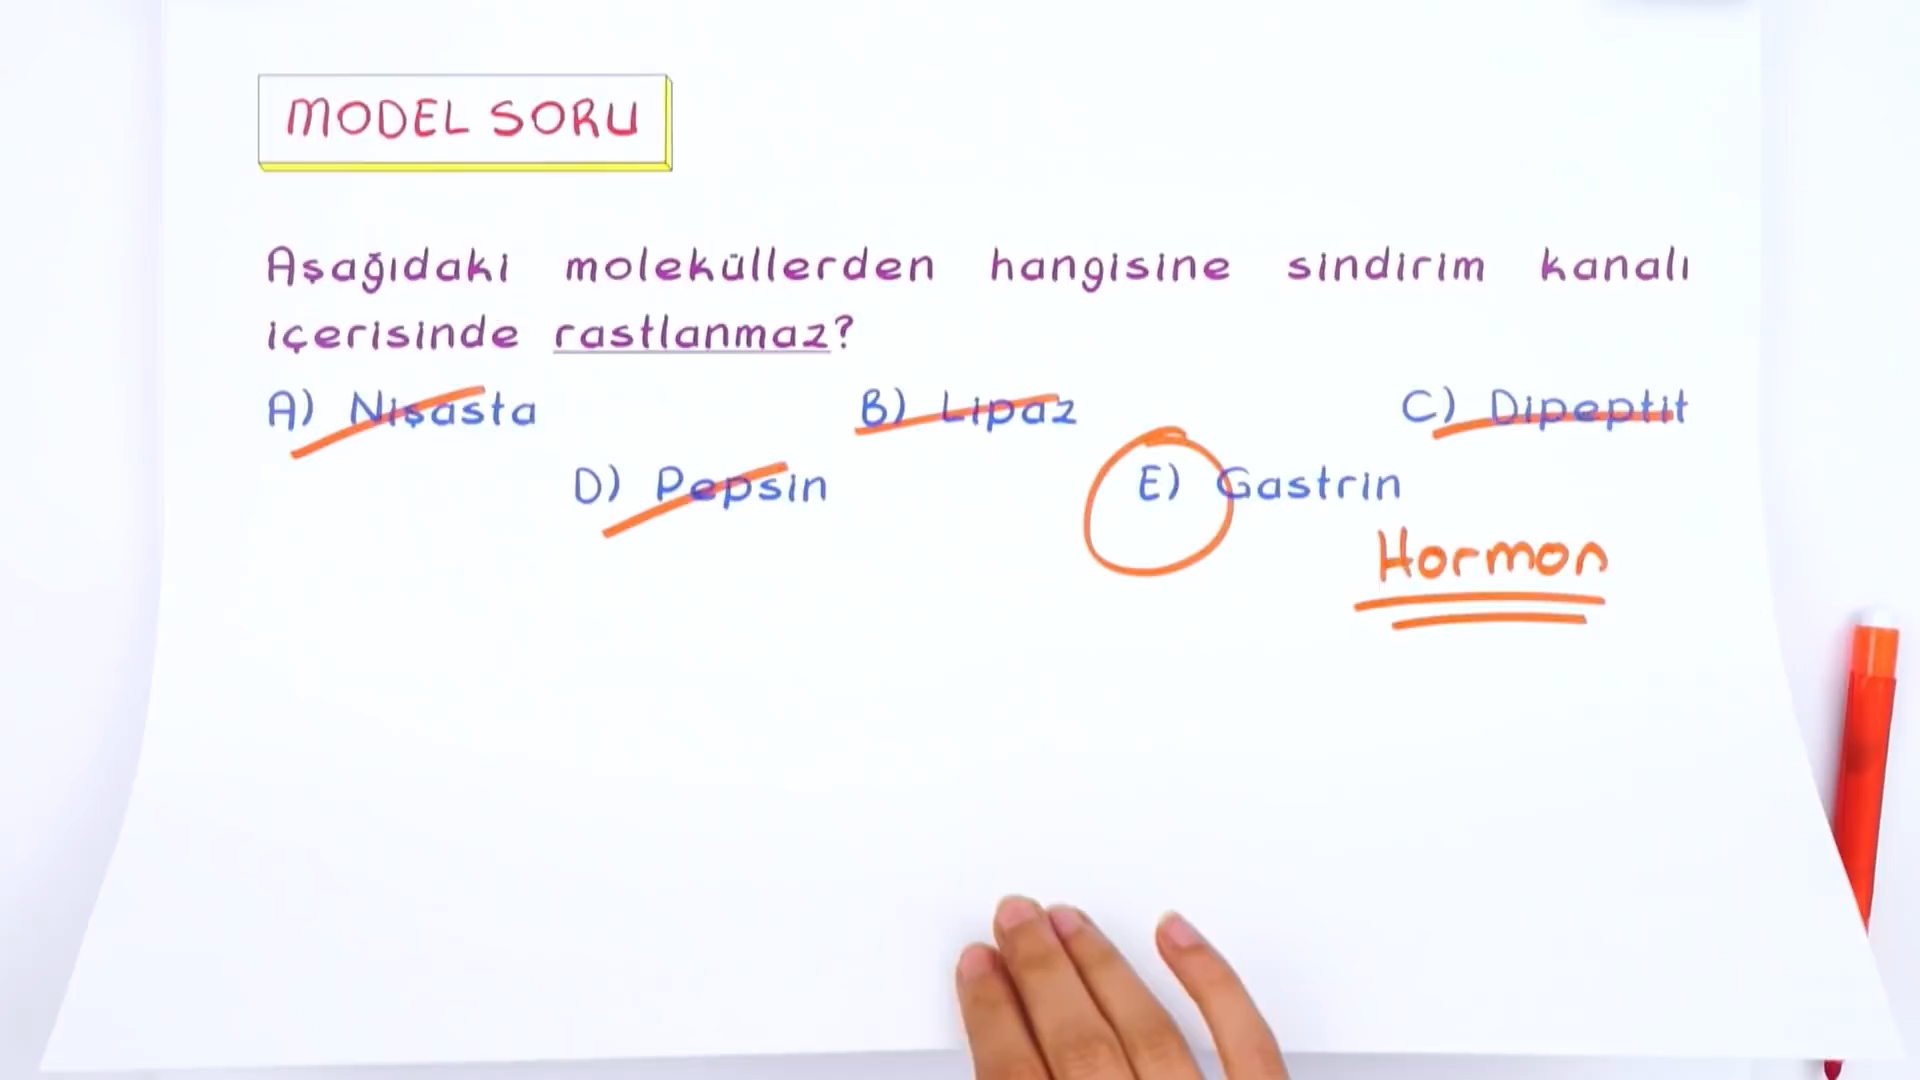 MODEL SORU
Aşağıdaki moleküllerden hangisine sindirim kanalı
içerisinde rastlanmaz?
A) Nişasta B) Lipaz C) Dipeptit
D) Pepsin E) Gastrin
Hormon